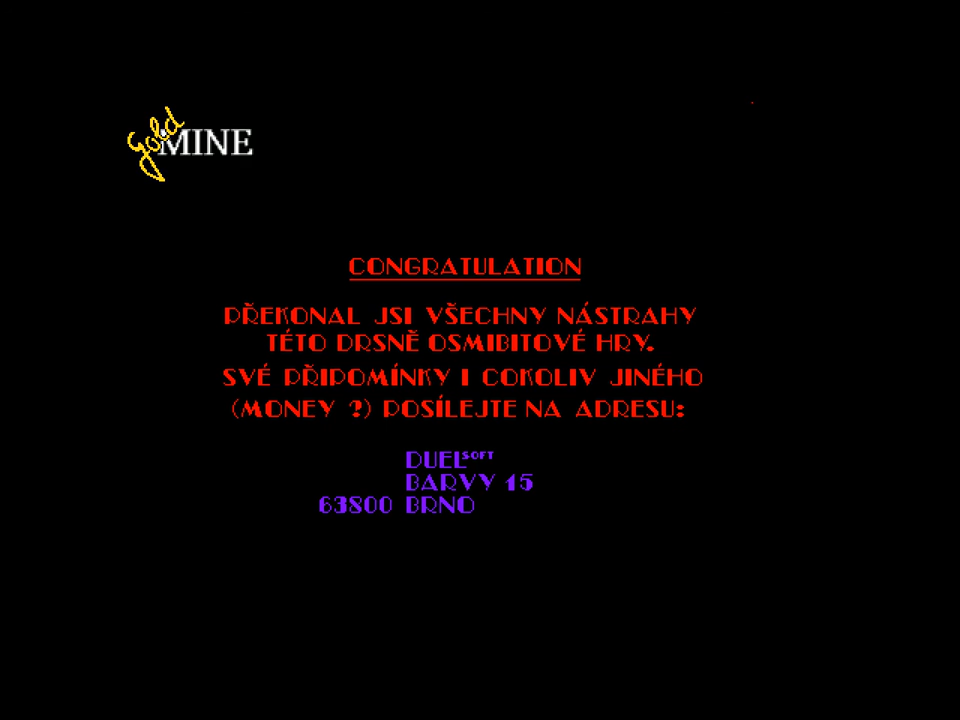 Gold MINE
CONGRATULATION
PŘEKONAL JSI VŠECHNY NÁSTRAHY
TÉTO DRSNĚ OSMIBITOVÉ HRY.
SVÉ PŘIPOMÍNKY I COKOLIV JINÉHO
(MONEY ?) POSÍLEJTE NA ADRESU:
DUELSOFT
BARVY 15
63800 BRNO